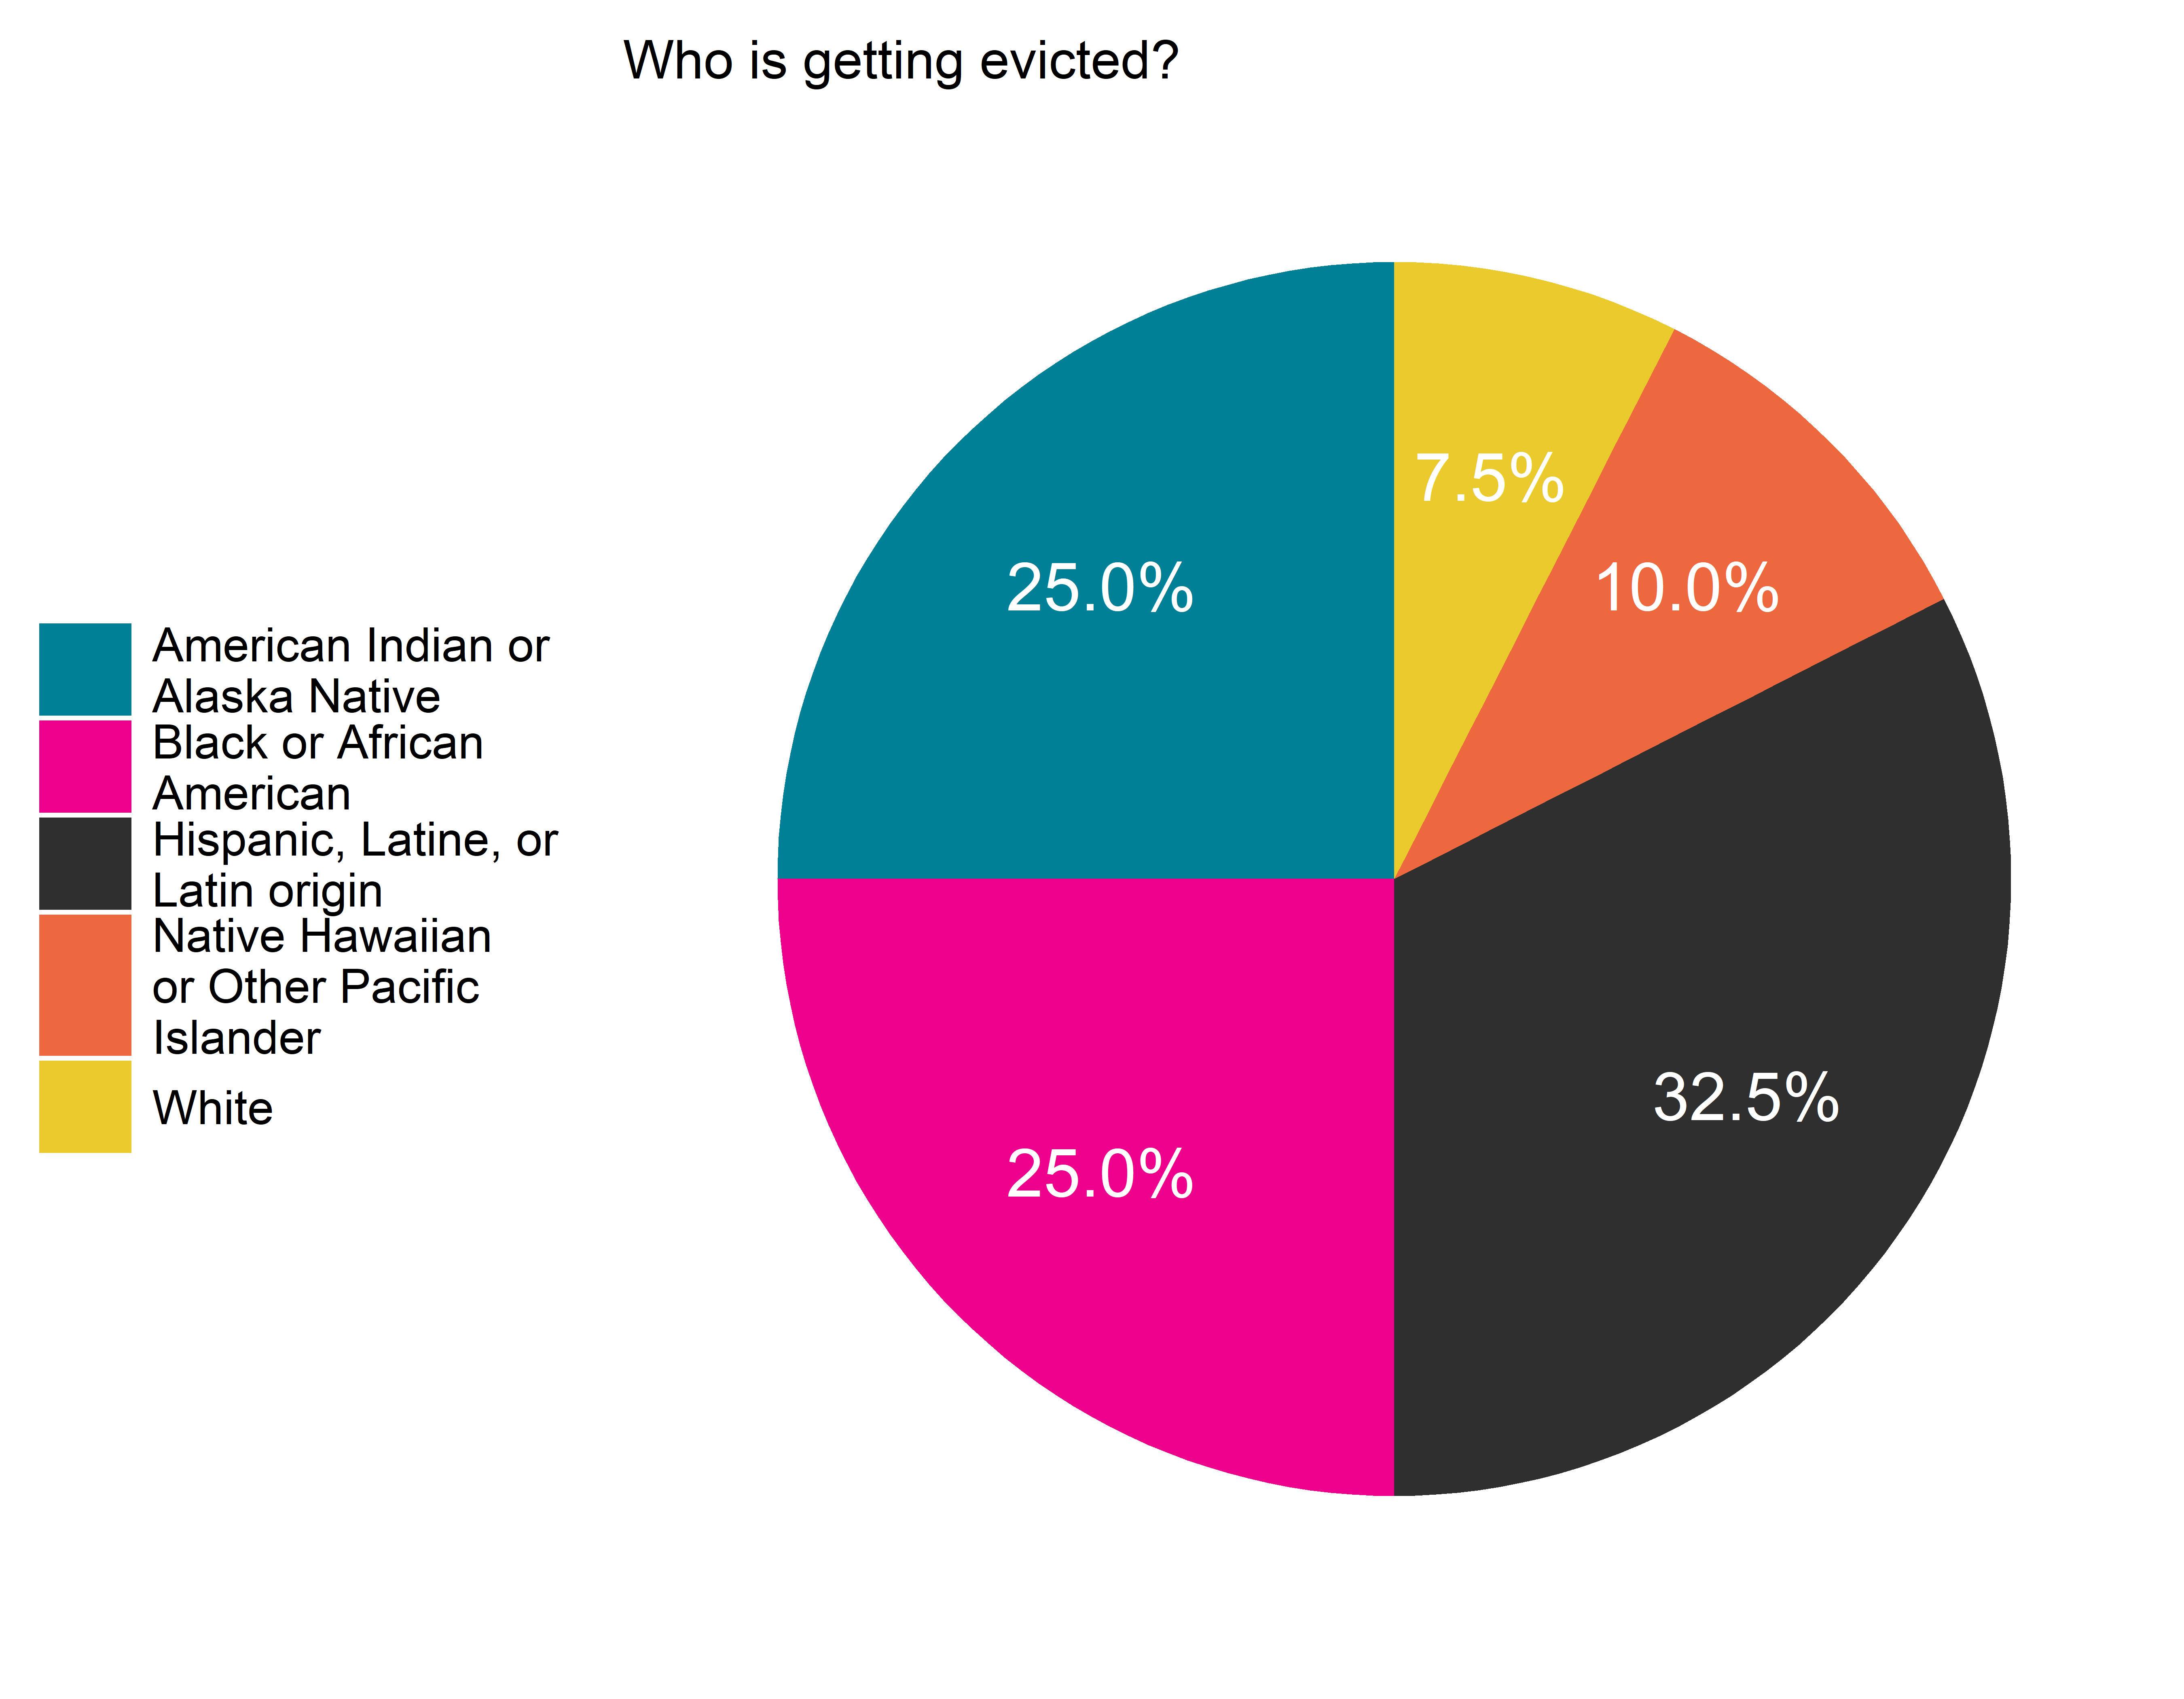 Who is getting evicted?
American Indian or
Alaska Native
Black or African
American
Hispanic, Latine, or
Latin origin
Native Hawaiian
or Other Pacific
Islander
White
7.5%
10.0%
25.0%
32.5%
25.0%